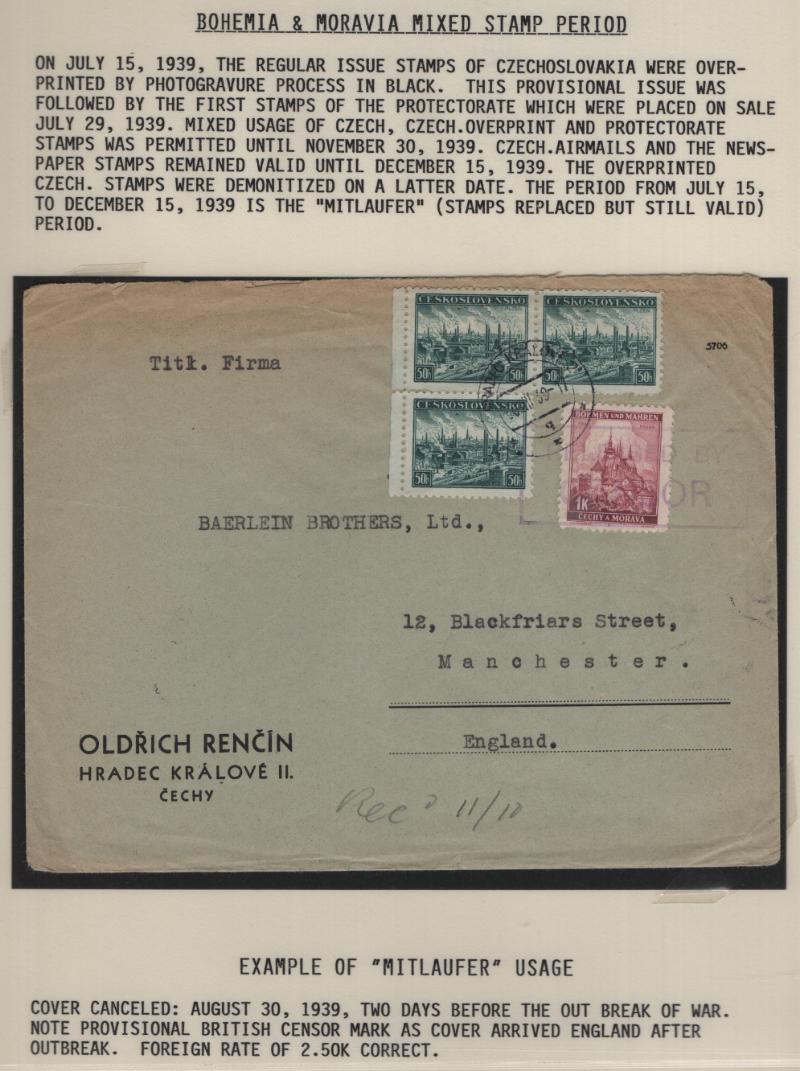 BOHEMIA & MORAVIA MIXED STAMP PERIOD
ON JULY 15, 1939, THE REGULAR ISSUE STAMPS OF CZECHOSLOVAKIA WERE OVER-
PRINTED BY PHOTOGRAVURE PROCESS IN BLACK. THIS PROVISIONAL ISSUE WAS
FOLLOWED BY THE FIRST STAMPS OF THE PROTECTORATE WHICH WERE PLACED ON SALE
JULY 29, 1939. MIXED USAGE OF CZECH, CZECH.OVERPRINT AND PROTECTORATE
STAMPS WAS PERMITTED UNTIL NOVEMBER 30, 1939. CZECH.AIRMAILS AND THE NEWS-
PAPER STAMPS REMAINED VALID UNTIL DECEMBER 15, 1939. THE OVERPRINTED
CZECH. STAMPS WERE DEMONITIZED ON A LATTER DATE. THE PERIOD FROM JULY 15,
TO DECEMBER 15, 1939 IS THE "MITLAUFER" (STAMPS REPLACED BUT STILL VALID)
PERIOD.
ČESKOSLOVENSKO ČESKOSLOVENSKO
50h 50h
5706
Titl. Firma
ČESKOSLOVENSKO
50h
BÖHMEN UND MÄHREN
1K
ČECHY A MORAVA
BY
BAERLEIN BROTHERS, Ltd.,
12, Blackfriars Street,
Manchester.
England.
OLDŘICH RENČÍN
HRADEC KRÁLOVÉ II.
ČECHY
Rec'd 11/10
EXAMPLE OF "MITLAUFER" USAGE
COVER CANCELED: AUGUST 30, 1939, TWO DAYS BEFORE THE OUT BREAK OF WAR.
NOTE PROVISIONAL BRITISH CENSOR MARK AS COVER ARRIVED ENGLAND AFTER
OUTBREAK. FOREIGN RATE OF 2.50K CORRECT.